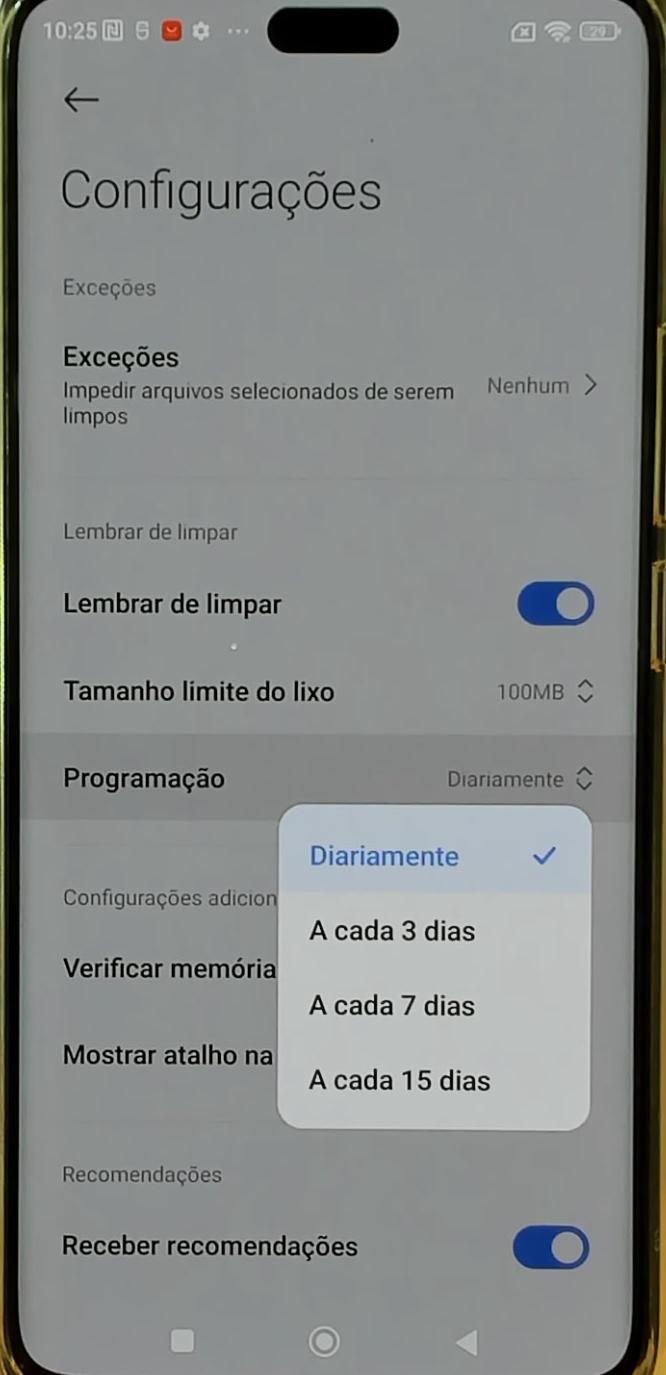 10:25
29
Configurações
Exceções
Exceções
Impedir arquivos selecionados de serem
limpos
Nenhum
Lembrar de limpar
Lembrar de limpar
Tamanho limite do lixo 100MB
Programação Diariamente
Diariamente
A cada 3 dias
A cada 7 dias
A cada 15 dias
Configurações adicion
Verificar memória
Mostrar atalho na
Recomendações
Receber recomendações